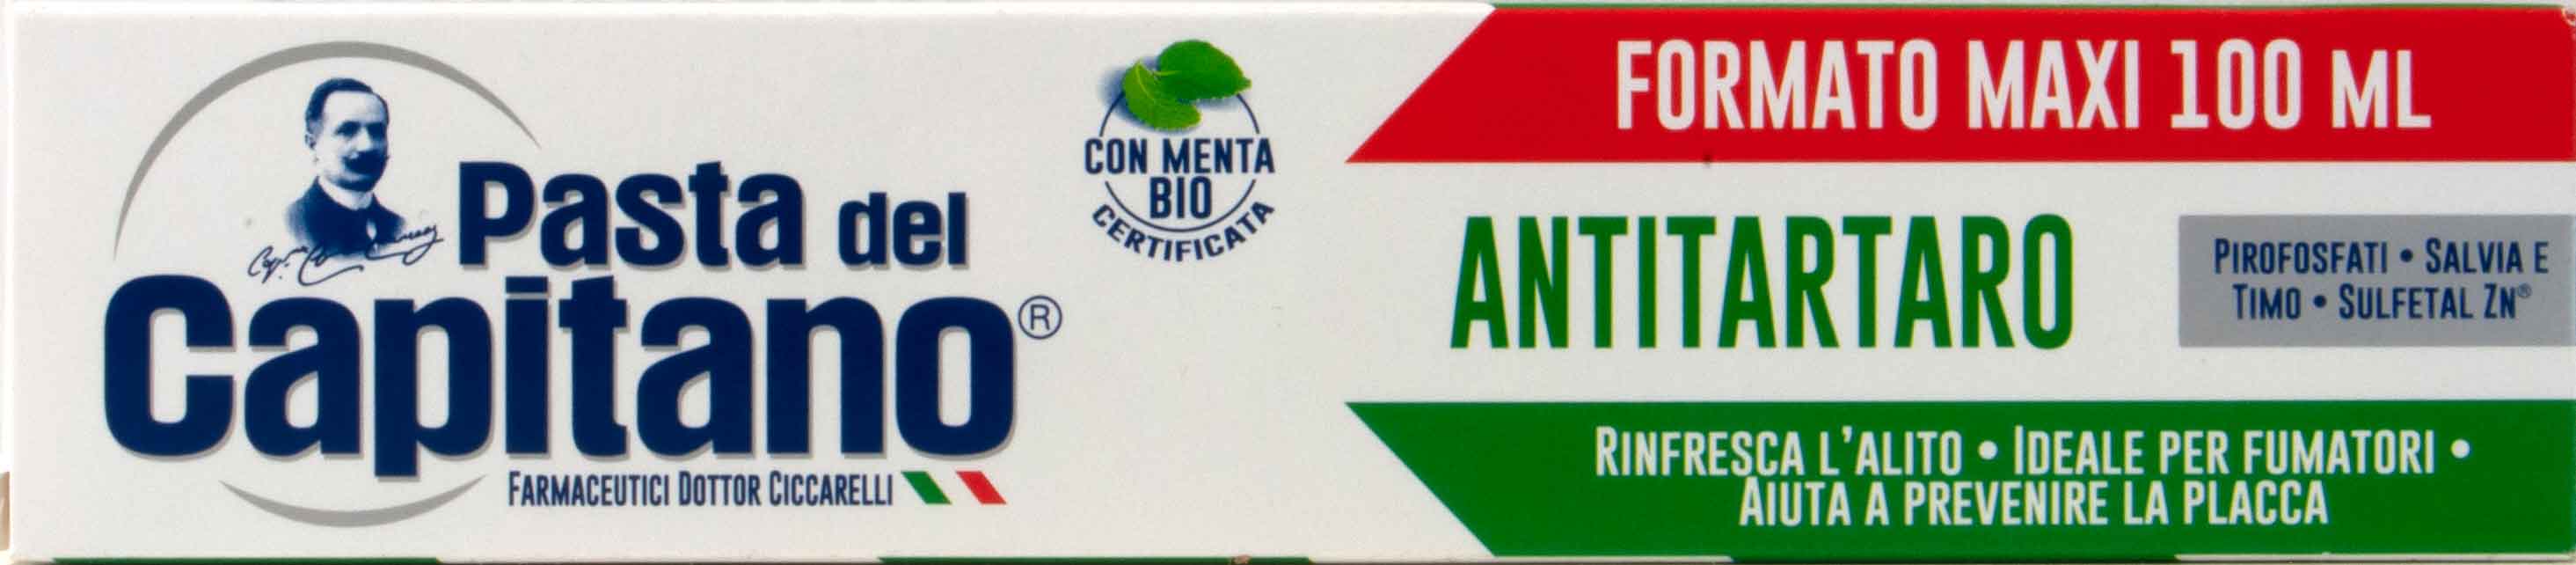 Pasta del
Capitano®
FARMACEUTICI DOTTOR CICCARELLI
CON MENTA
BIO
CERTIFICATA
FORMATO MAXI 100 ML
ANTITARTARO
PIROFOSFATI • SALVIA E
TIMO • SULFETAL ZN®
RINFRESCA L'ALITO • IDEALE PER FUMATORI •
AIUTA A PREVENIRE LA PLACCA